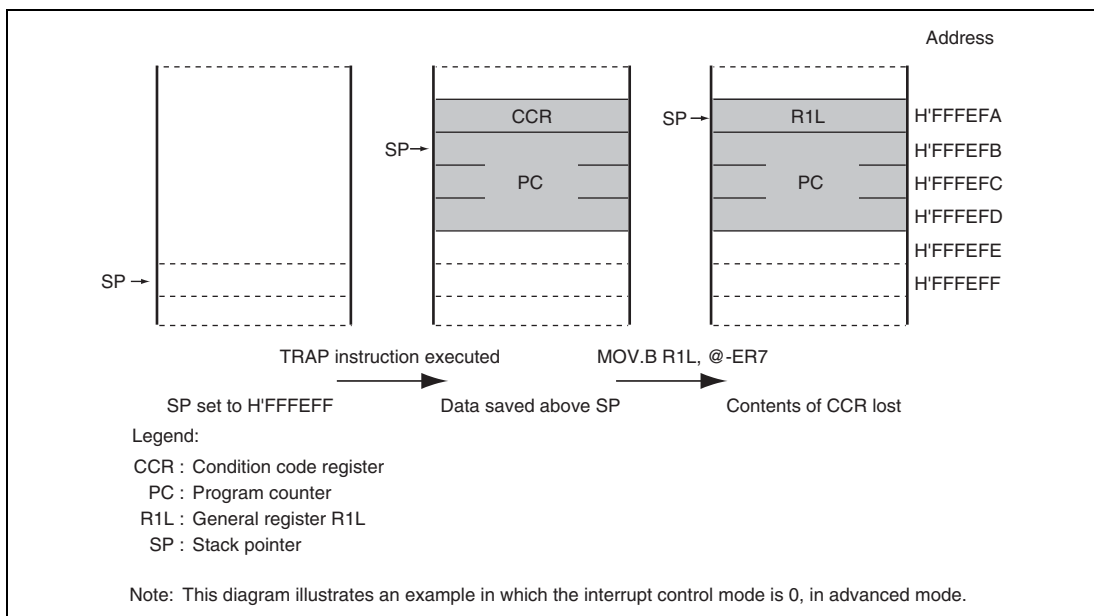 Address
CCR
SP
R1L
H'FFFEFA
SP
H'FFFEFB
PC
PC
H'FFFEFC
H'FFFEFD
H'FFFEFE
SP
H'FFFEFF
TRAP instruction executed
MOV.B R1L, @-ER7
SP set to H'FFFEFF
Data saved above SP
Contents of CCR lost
Legend:
CCR : Condition code register
PC : Program counter
R1L : General register R1L
SP : Stack pointer
Note: This diagram illustrates an example in which the interrupt control mode is 0, in advanced mode.